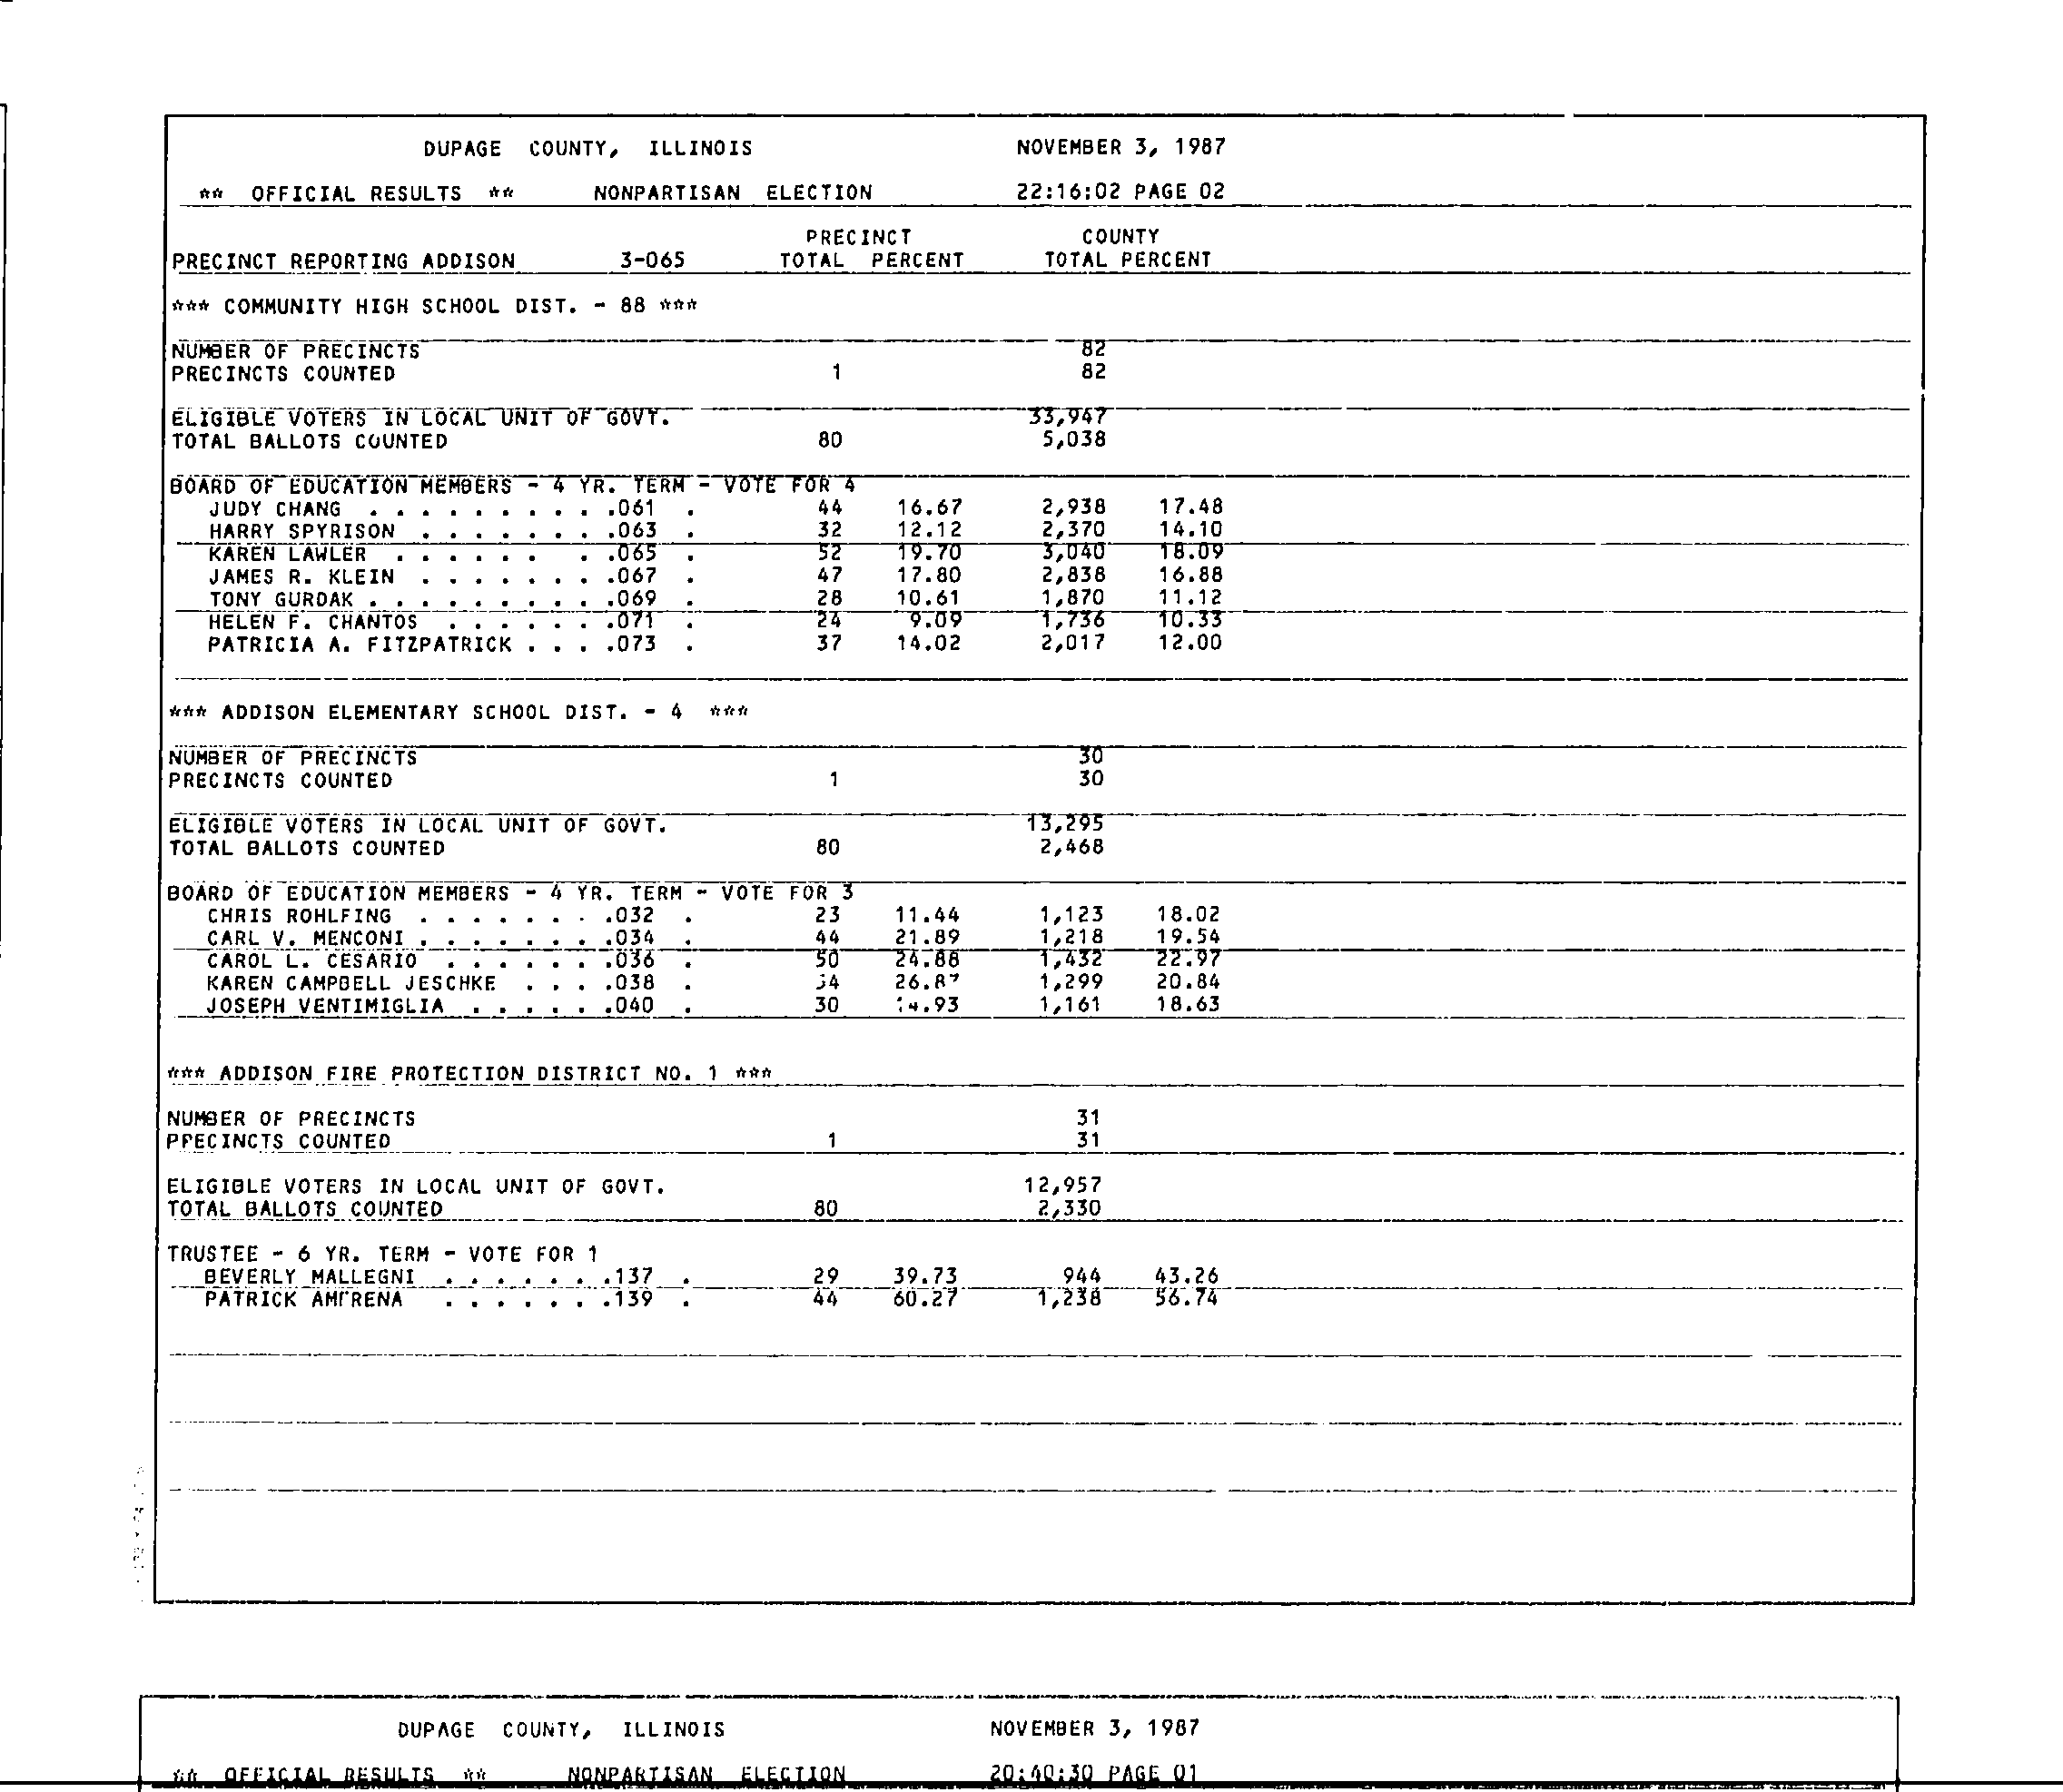 DUPAGE COUNTY, ILLINOIS NOVEMBER 3, 1987
** OFFICIAL RESULTS ** NONPARTISAN ELECTION 22:16:02 PAGE 02
PRECINCT COUNTY
PRECINCT REPORTING ADDISON 3-065 TOTAL PERCENT TOTAL PERCENT
*** COMMUNITY HIGH SCHOOL DIST. - 88 ***
NUMBER OF PRECINCTS 82
PRECINCTS COUNTED 1 82
ELIGIBLE VOTERS IN LOCAL UNIT OF GOVT. 33,947
TOTAL BALLOTS COUNTED 80 5,038
BOARD OF EDUCATION MEMBERS - 4 YR. TERM - VOTE FOR 4
JUDY CHANG . . . . . . . . . .061 . 44 16.67 2,938 17.48
HARRY SPYRISON . . . . . . . .063 . 32 12.12 2,370 14.10
KAREN LAWLER . . . . . . . .065 . 52 19.70 3,040 18.09
JAMES R. KLEIN . . . . . . . .067 . 47 17.80 2,838 16.88
TONY GURDAK . . . . . . . . . .069 . 28 10.61 1,870 11.12
HELEN F. CHANTOS . . . . . . .071 . 24 9.09 1,736 10.33
PATRICIA A. FITZPATRICK . . . .073 . 37 14.02 2,017 12.00
*** ADDISON ELEMENTARY SCHOOL DIST. - 4 ***
NUMBER OF PRECINCTS 30
PRECINCTS COUNTED 1 30
ELIGIBLE VOTERS IN LOCAL UNIT OF GOVT. 13,295
TOTAL BALLOTS COUNTED 80 2,468
BOARD OF EDUCATION MEMBERS - 4 YR. TERM - VOTE FOR 3
CHRIS ROHLFING . . . . . . . .032 . 23 11.44 1,123 18.02
CARL V. MENCONI . . . . . . . .034 . 44 21.89 1,218 19.54
CAROL L. CESARIO . . . . . . .036 . 50 24.88 1,432 22.97
KAREN CAMPBELL JESCHKE . . . .038 . 54 26.87 1,299 20.84
JOSEPH VENTIMIGLIA . . . . . .040 . 30 14.93 1,161 18.63
*** ADDISON FIRE PROTECTION DISTRICT NO. 1 ***
NUMBER OF PRECINCTS 31
PRECINCTS COUNTED 1 31
ELIGIBLE VOTERS IN LOCAL UNIT OF GOVT. 12,957
TOTAL BALLOTS COUNTED 80 2,330
TRUSTEE - 6 YR. TERM - VOTE FOR 1
BEVERLY MALLEGNI . . . . . . .137 . 29 39.73 944 43.26
PATRICK . . . . . . .139 . 44 60.27 1,238 56.74
DUPAGE COUNTY, ILLINOIS NOVEMBER 3, 1987
** OFFICIAL RESULTS ** NONPARTISAN ELECTION 20:40:30 PAGE 01